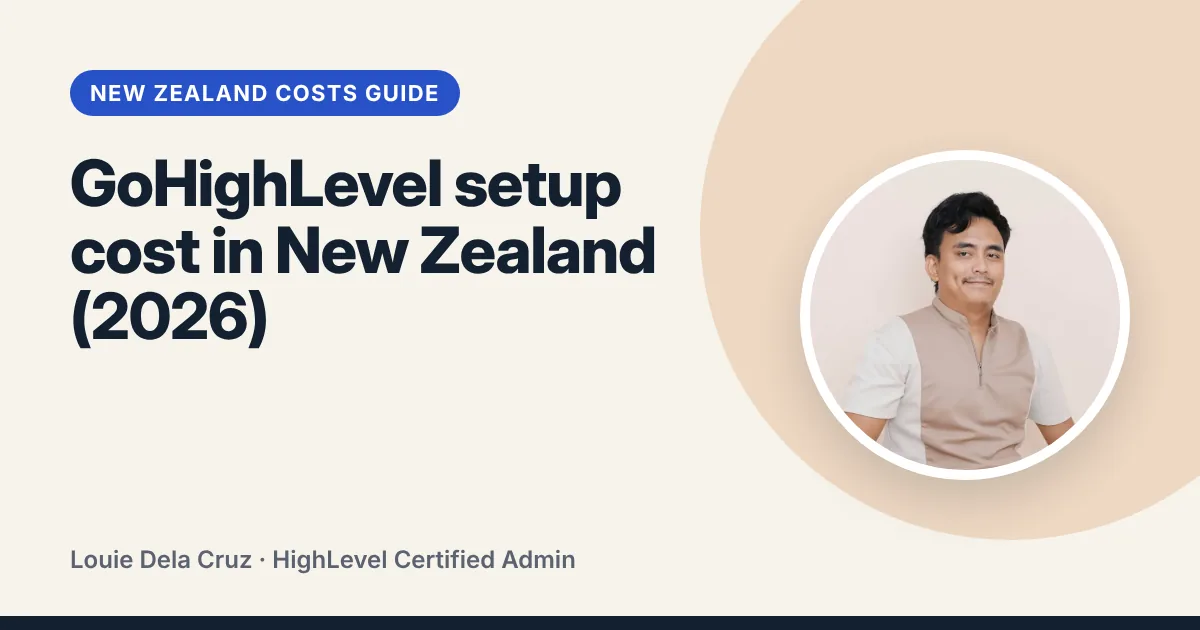 NEW ZEALAND COSTS GUIDE
GoHighLevel setup
cost in New Zealand
(2026)
Louie Dela Cruz · HighLevel Certified Admin